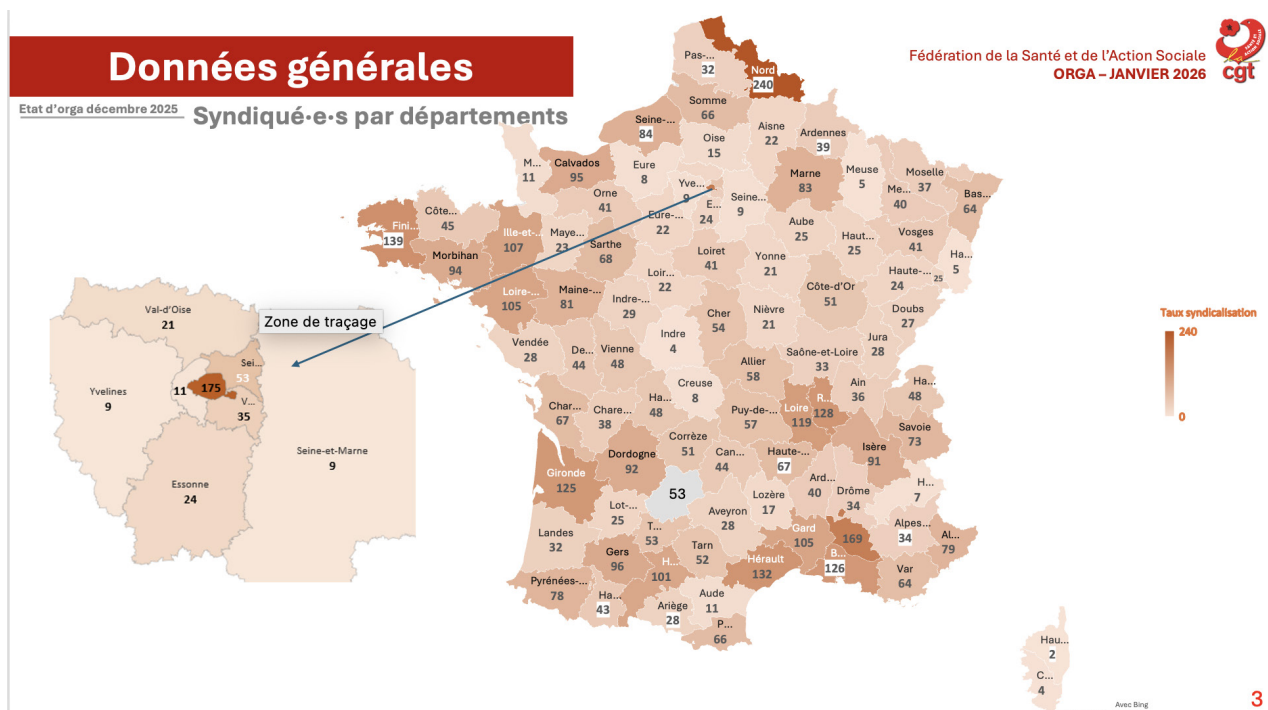 Données générales
Etat d'orga décembre 2025
Syndiqué·e·s par départements
Fédération de la Santé et de l'Action Sociale
ORGA – JANVIER 2026
cgt
Pas-...
32
Nord
240
Somme
66
Seine-...
84
Oise
15
Aisne
22
Ardennes
39
M...
11
Calvados
95
Eure
8
Orne
41
Yve...
9
E...
24
Seine...
9
Marne
83
Meuse
5
Moselle
37
Me...
40
Bas...
64
Fini...
139
Côte...
45
Ille-et-...
107
Maye...
23
Sarthe
68
Eure-...
22
Aube
25
Haut...
25
Vosges
41
Ha...
5
Morbihan
94
Loire-...
105
Maine-...
81
Loir...
22
Loiret
41
Yonne
21
Côte-d'Or
51
Haute-...
24
25
Indre-...
29
Cher
54
Nièvre
21
Doubs
27
Jura
28
Vendée
28
De...
44
Vienne
48
Indre
4
Allier
58
Saône-et-Loire
33
Ain
36
Ha...
48
Char...
67
Chare...
38
Ha...
48
Creuse
8
Puy-de-...
57
Loire
119
R...
128
Savoie
73
Isère
91
Gironde
125
Dordogne
92
Corrèze
51
Can...
44
Haute-...
67
Ard...
40
Drôme
34
H...
7
53
Lot-...
25
T...
53
Aveyron
28
Lozère
17
Gard
105
169
Alpes...
34
Al...
79
Landes
32
Gers
96
H...
101
Tarn
52
Hérault
132
B...
126
Var
64
Pyrénées-...
78
Ha...
43
Ariège
28
Aude
11
P...
66
Hau...
2
C...
4
Val-d'Oise
21
Zone de traçage
Sei...
53
Yvelines
9
11
175
V...
35
Seine-et-Marne
9
Essonne
24
Taux syndicalisation
240
0
Avec Bing
3